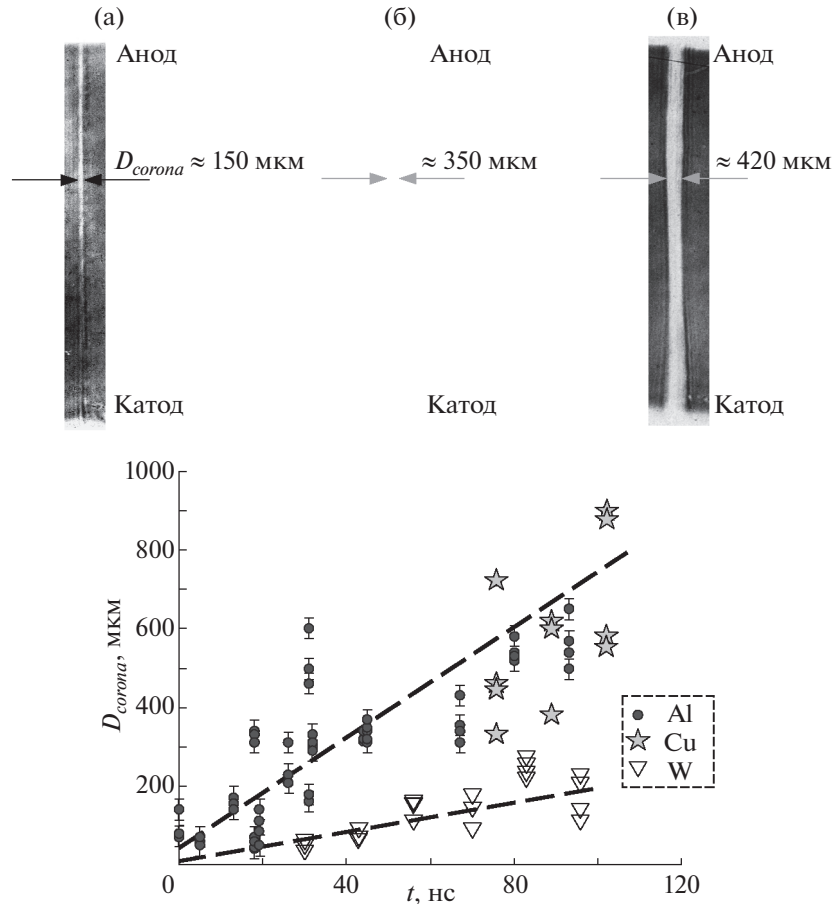 (а) (б) (в)
Анод Анод Анод
D_corona ≈ 150 мкм ≈ 350 мкм ≈ 420 мкм
Катод Катод Катод
1000
800
600
400
200
D_corona, мкм
Al
Cu
W
0 40 80 120
t, нс